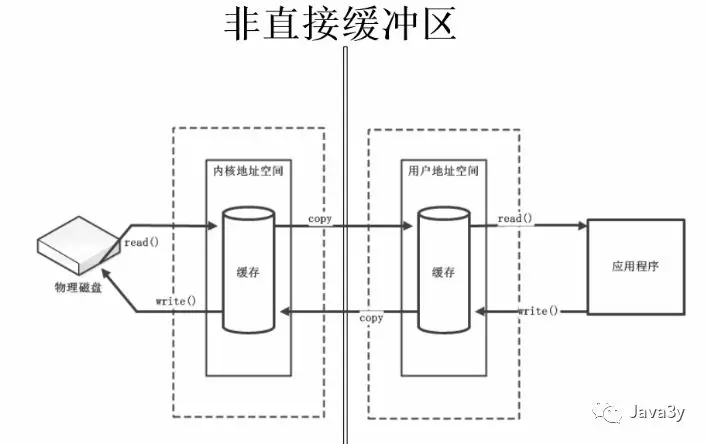 非直接缓冲区
内核地址空间
用户地址空间
copy
read()
read()
缓存
缓存
应用程序
物理磁盘
write()
copy
write()
Java3y